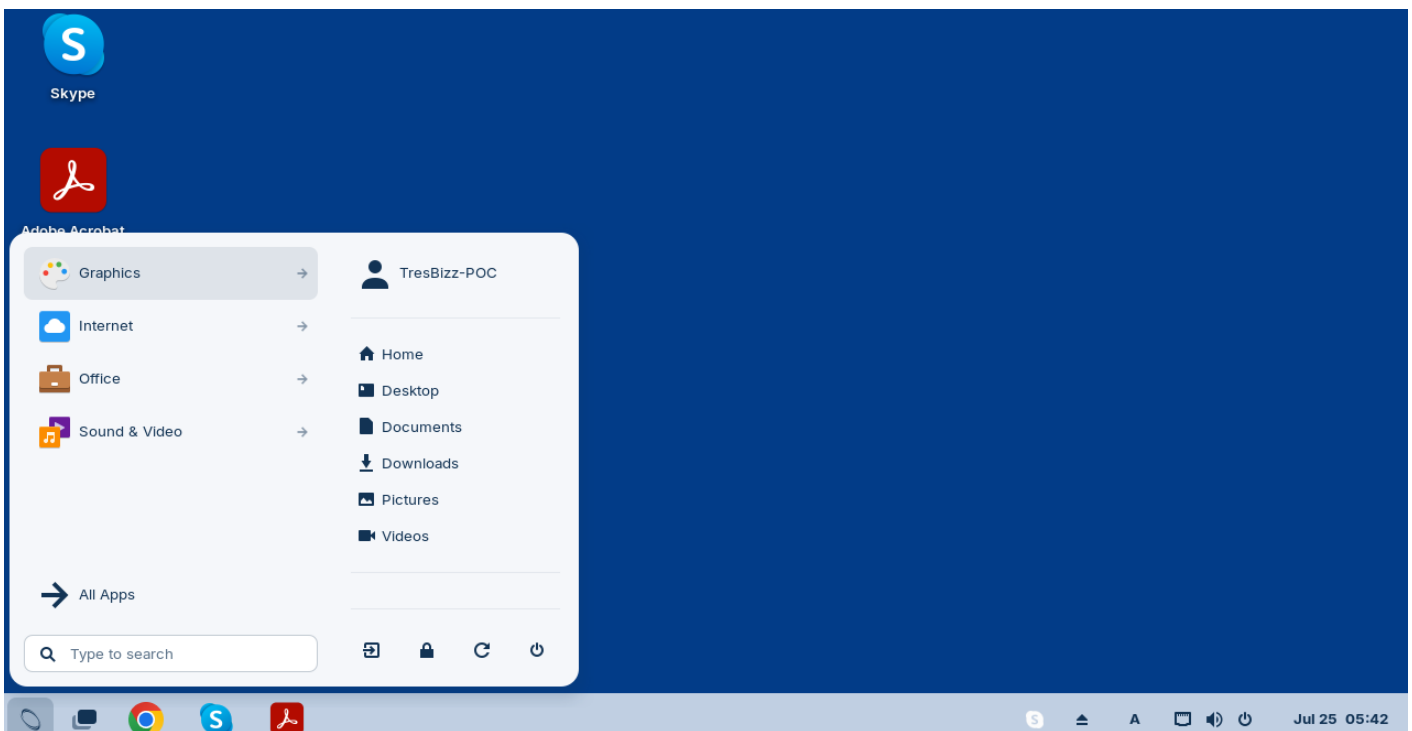 Skype
Adobe Acrobat
Graphics
Internet
Office
Sound & Video
All Apps
Type to search
TresBizz-POC
Home
Desktop
Documents
Downloads
Pictures
Videos
A
Jul 25 05:42